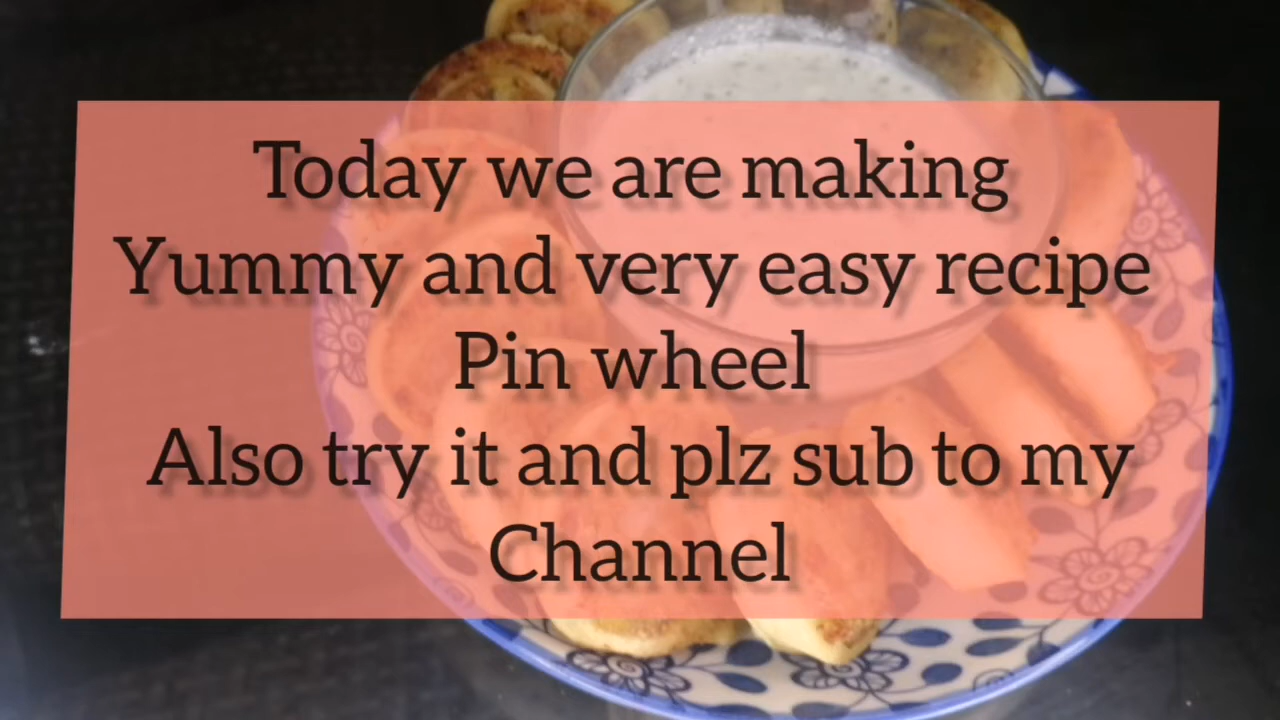 Today we are making
Yummy and very easy recipe
Pin wheel
Also try it and plz sub to my
Channel